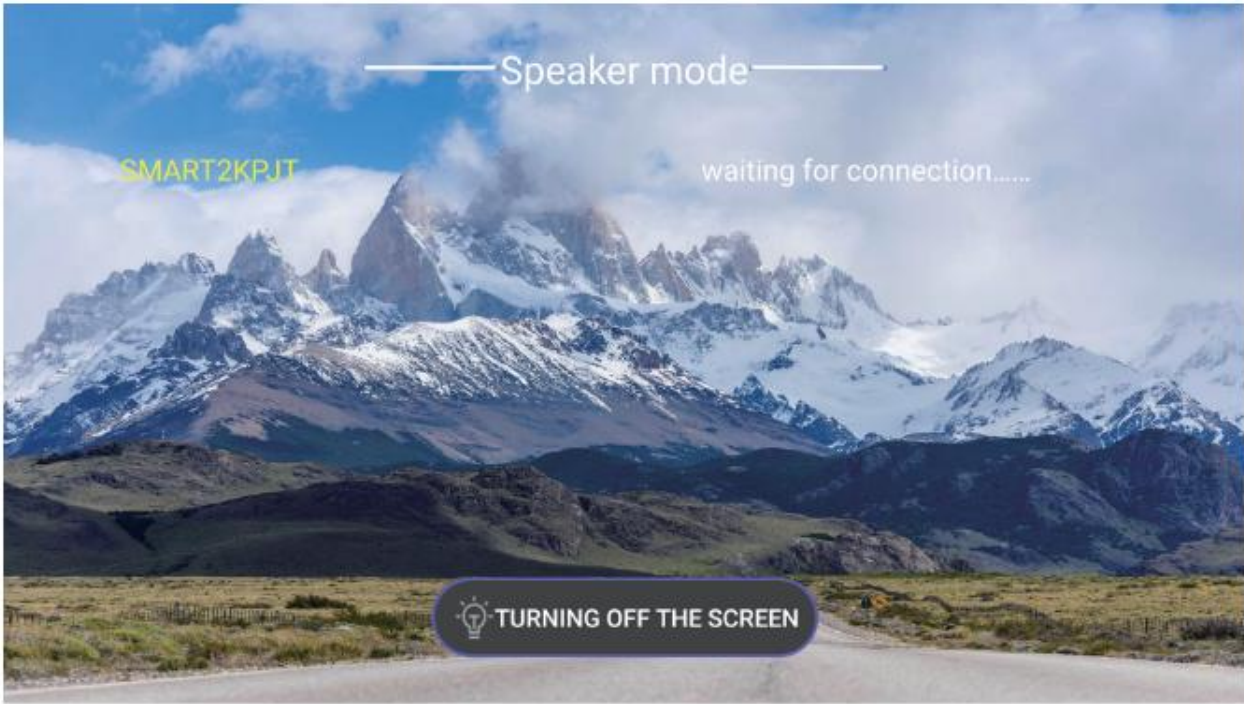 Speaker mode
SMART2KPJT
waiting for connection......
TURNING OFF THE SCREEN